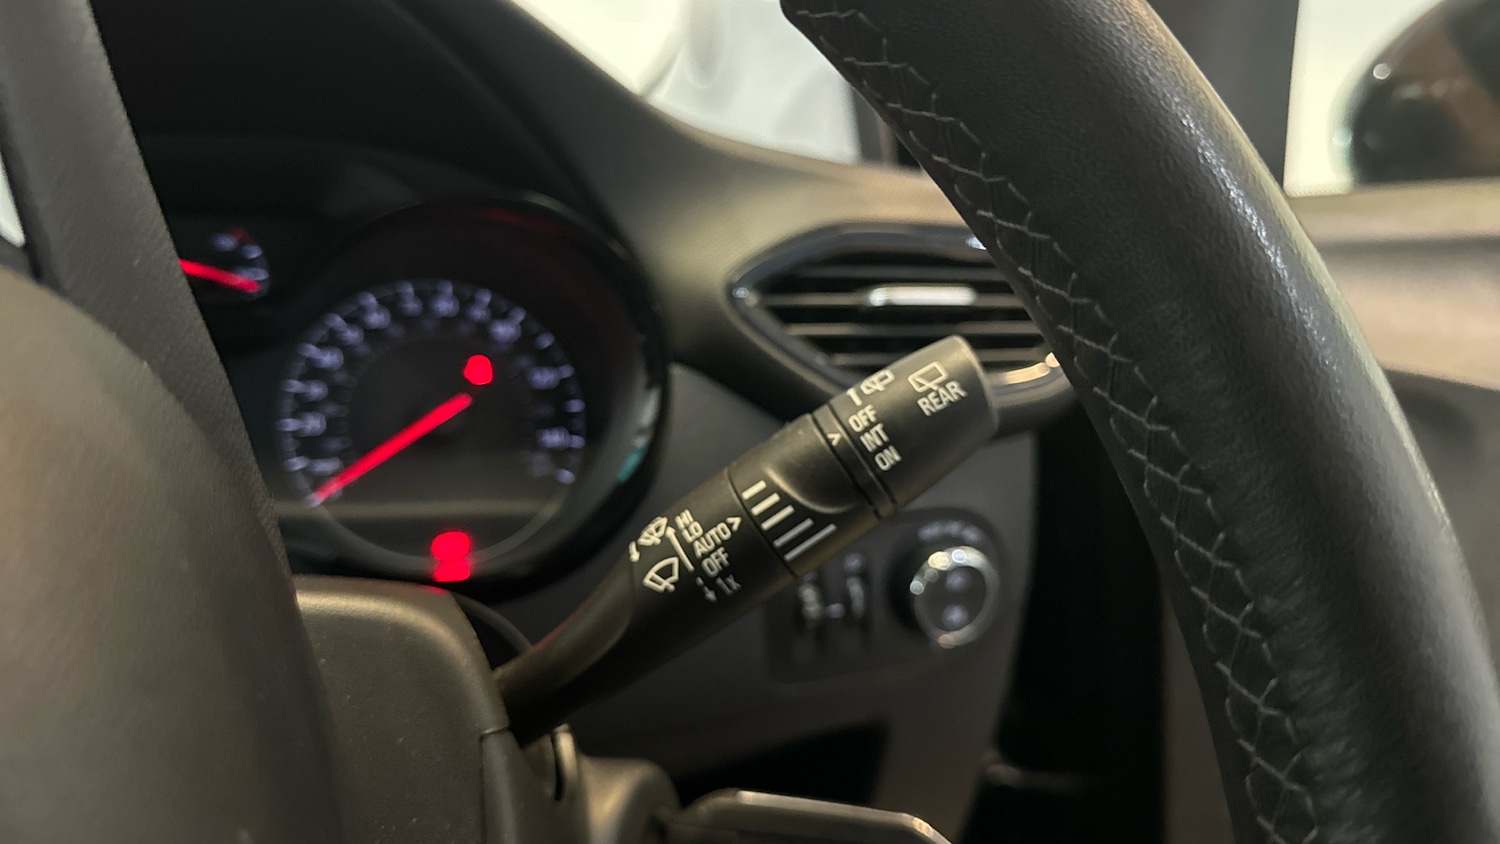 HI
LO
AUTO >
OFF
1x
>
OFF
INT
ON
REAR